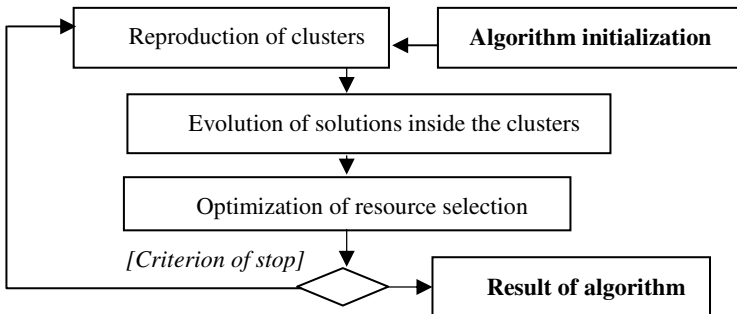 Reproduction of clusters
Algorithm initialization
Evolution of solutions inside the clusters
Optimization of resource selection
[Criterion of stop]
Result of algorithm